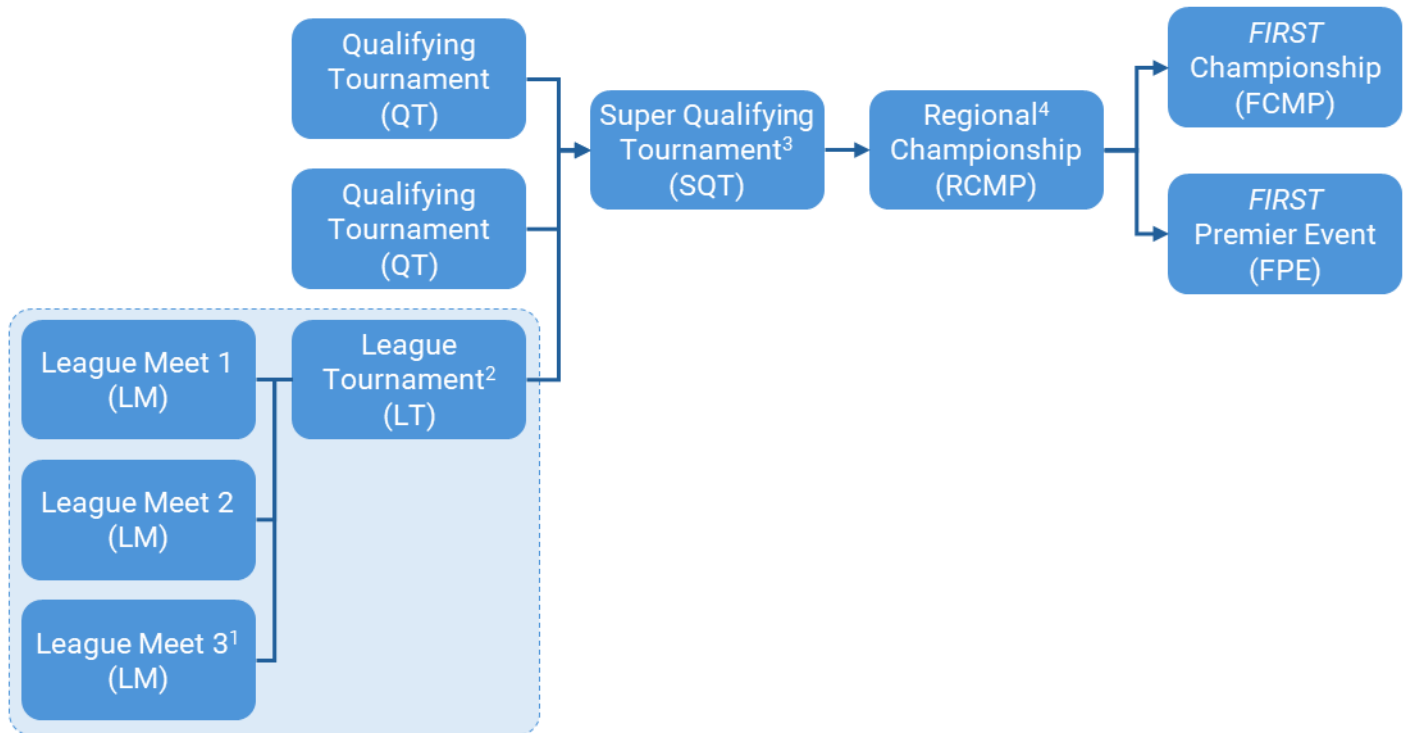 Qualifying
Tournament
(QT)
Qualifying
Tournament
(QT)
League Meet 1
(LM)
League Meet 2
(LM)
League Meet 3¹
(LM)
League
Tournament²
(LT)
Super Qualifying
Tournament³
(SQT)
Regional⁴
Championship
(RCMP)
FIRST
Championship
(FCMP)
FIRST
Premier Event
(FPE)